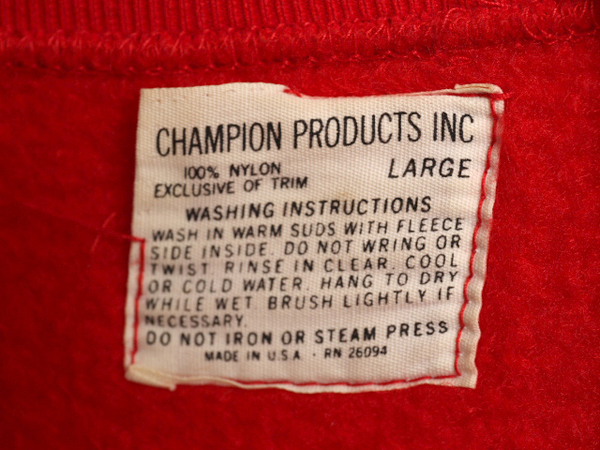 CHAMPION PRODUCTS INC
100% NYLON LARGE
EXCLUSIVE OF TRIM
WASHING INSTRUCTIONS
WASH IN WARM SUDS WITH FLEECE
SIDE INSIDE. DO NOT WRING OR
TWIST. RINSE IN CLEAR, COOL
OR COLD WATER. HANG TO DRY
WHILE WET. BRUSH LIGHTLY IF
NECESSARY.
DO NOT IRON OR STEAM PRESS
MADE IN U.S.A. · RN 26094